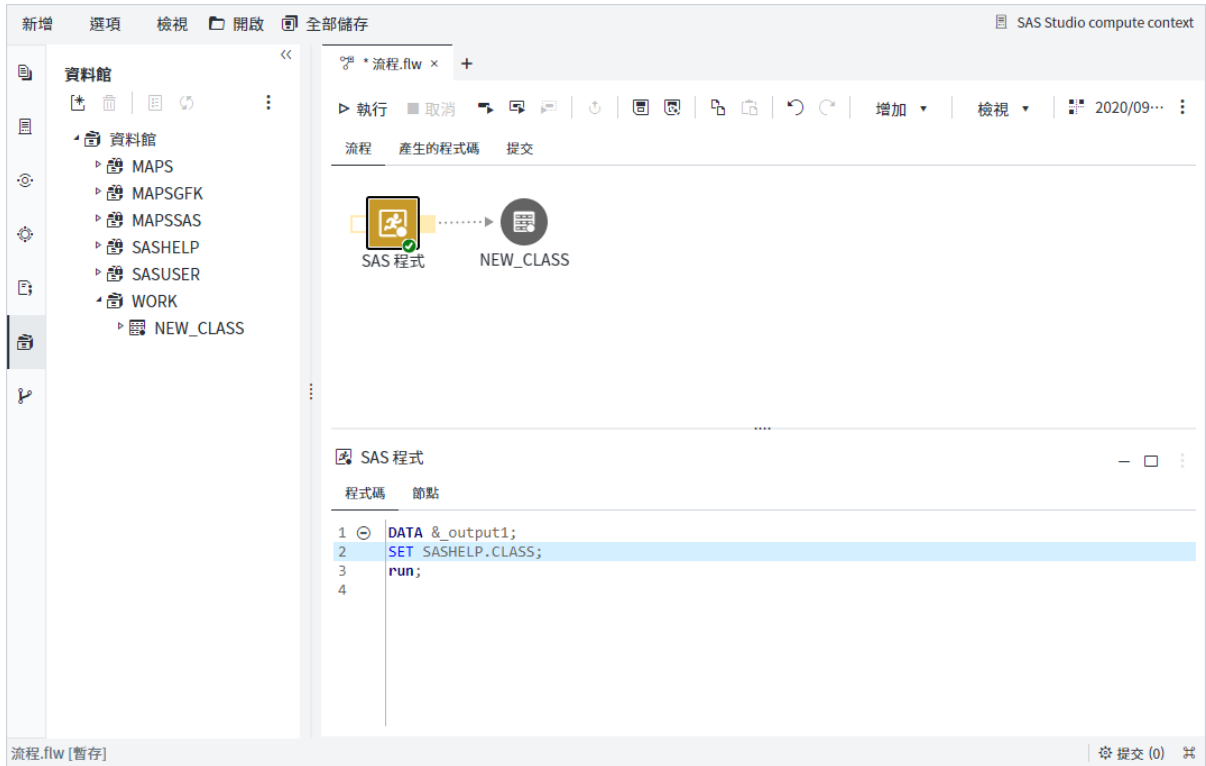 新增 選項 檢視 開啟 全部儲存 SAS Studio compute context
資料館
資料館
MAPS
MAPSGFK
MAPSSAS
SASHELP
SASUSER
WORK
NEW_CLASS
* 流程.flw × +
執行 取消 增加 檢視 2020/09…
流程 產生的程式碼 提交
SAS 程式 NEW_CLASS
SAS 程式
程式碼 節點
1 DATA &_output1;
2 SET SASHELP.CLASS;
3 run;
4
流程.flw [暫存] 提交 (0)